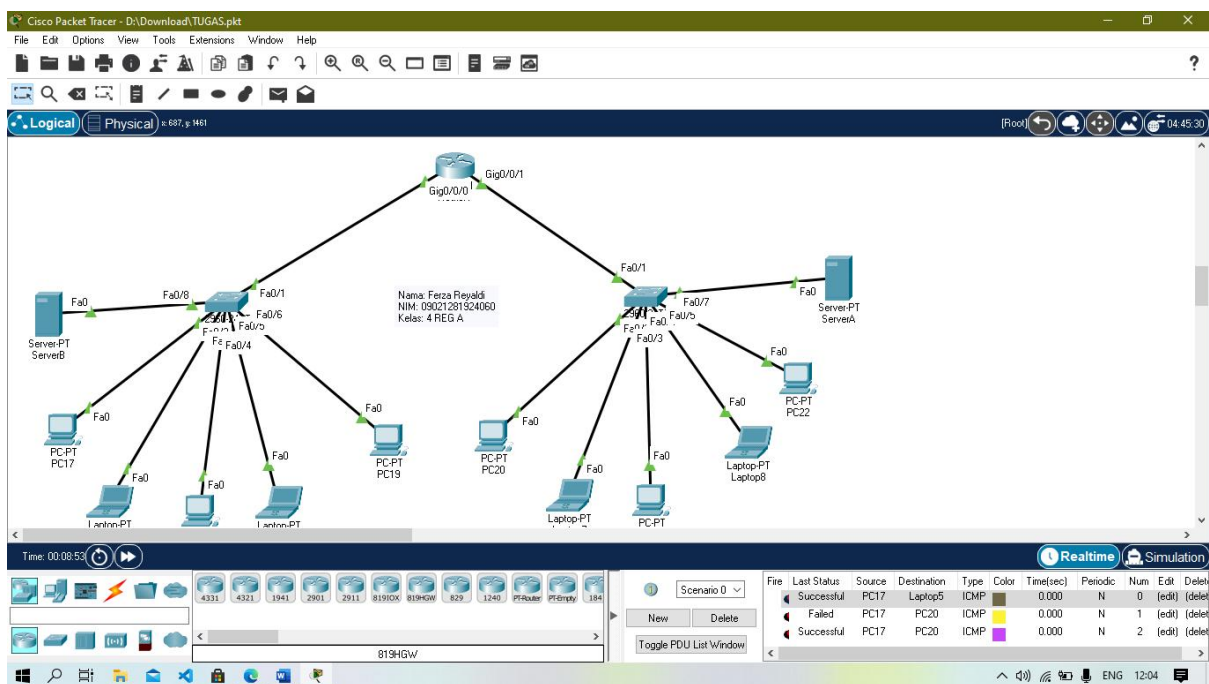 Cisco Packet Tracer - D:\Download\TUGAS.pkt
File Edit Options View Tools Extensions Window Help
?
Logical Physical x: 687, y: 1461 [Root] 04:45:30
Gig0/0/1
Gig0/0/0
Fa0/1
Fa0/8 Fa0/1
Fa0
Nama: Ferza Reyaldi
NIM: 09021281924060
Kelas: 4 REG A
Fa0/7
Fa0
Server-PT
ServerA
Fa0/6
Fa0/5
Fa0/4
Fa0/5
Fa0/3
Server-PT
ServerB
Fa0
PC-PT
PC22
Fa0
PC-PT
PC17
Fa0
Laptop-PT
Fa0
Fa0
Laptop-PT
Fa0
PC-PT
PC19
Fa0
PC-PT
PC20
Fa0
Laptop-PT
Fa0
PC-PT
Fa0
Laptop-PT
Laptop8
Time: 00:08:53 Realtime Simulation
4331 4321 1941 2901 2911 819IOX 819HGW 829 1240 PT-Router PT-Empty 184
819HGW
Scenario 0
New Delete
Toggle PDU List Window
Fire Last Status Source Destination Type Color Time(sec) Periodic Num Edit Delet
Successful PC17 Laptop5 ICMP 0.000 N 0 (edit) (delet
Failed PC17 PC20 ICMP 0.000 N 1 (edit) (delet
Successful PC17 PC20 ICMP 0.000 N 2 (edit) (delet
ENG 12:04